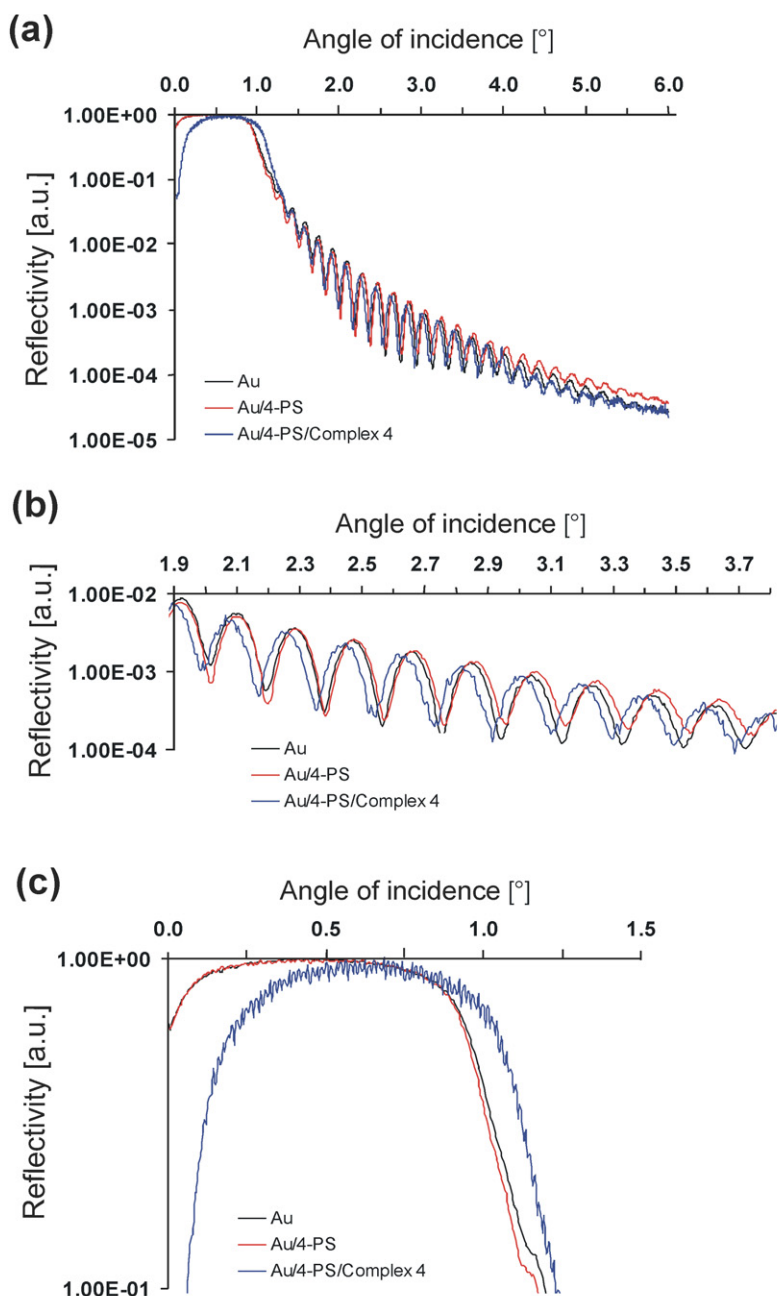 (a)
Angle of incidence [°]
0.0 1.0 2.0 3.0 4.0 5.0 6.0
Reflectivity [a.u.]
1.00E+00
1.00E-01
1.00E-02
1.00E-03
1.00E-04
1.00E-05
Au
Au/4-PS
Au/4-PS/Complex 4
(b)
Angle of incidence [°]
1.9 2.1 2.3 2.5 2.7 2.9 3.1 3.3 3.5 3.7
Reflectivity [a.u.]
1.00E-02
1.00E-03
1.00E-04
Au
Au/4-PS
Au/4-PS/Complex 4
(c)
Angle of incidence [°]
0.0 0.5 1.0 1.5
Reflectivity [a.u.]
1.00E+00
1.00E-01
Au
Au/4-PS
Au/4-PS/Complex 4